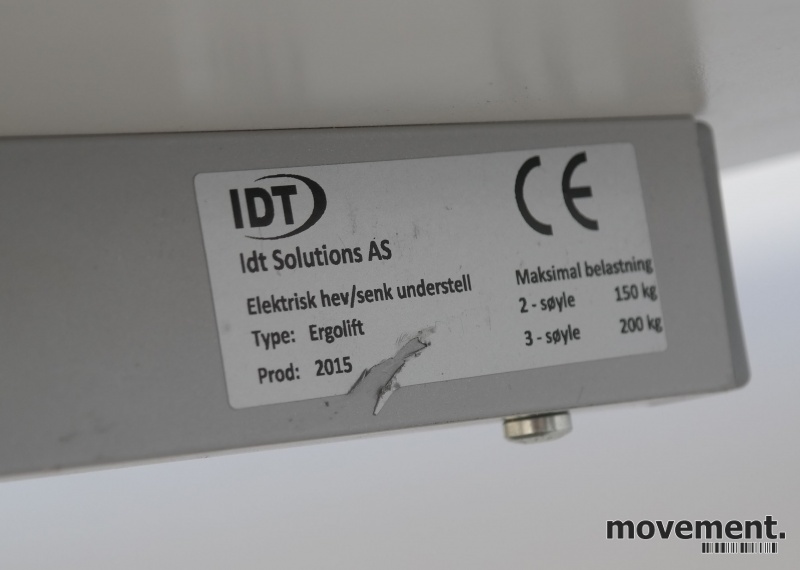 IDT
CE
Idt Solutions AS
Elektrisk hev/senk understell
Type: Ergolift
Prod: 2015
Maksimal belastning
2 - søyle 150 kg
3 - søyle 200 kg
movement.